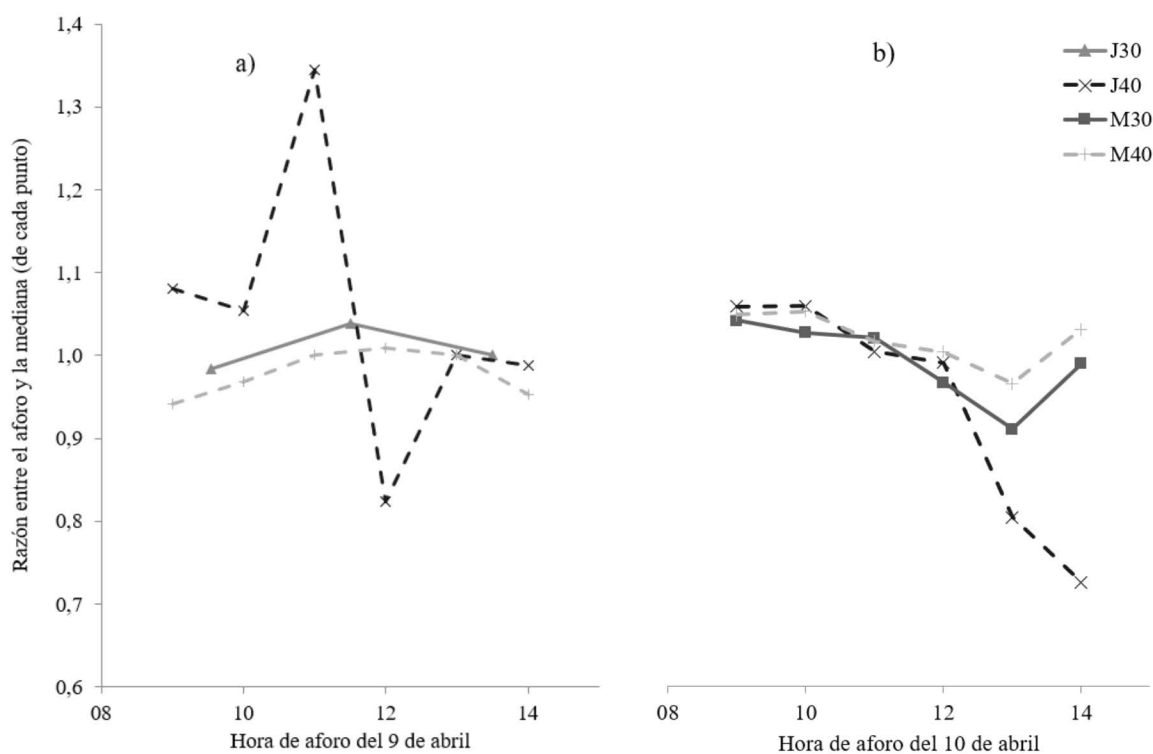 Razón entre el aforo y la mediana (de cada punto)
1,4
1,3
1,2
1,1
1,0
0,9
0,8
0,7
0,6
a)
08 10 12 14
Hora de aforo del 9 de abril
b)
J30
J40
M30
M40
08 10 12 14
Hora de aforo del 10 de abril